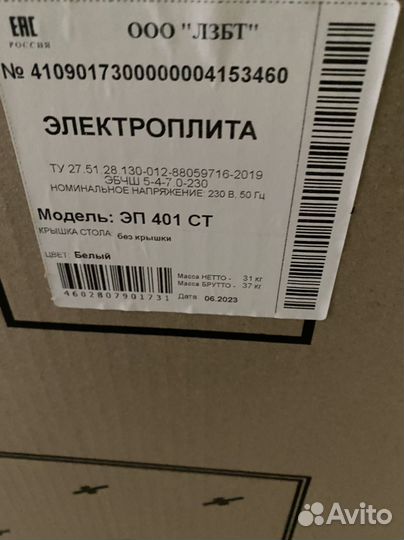 EAC
РОССИЯ
ООО "ЛЗБТ"
№ 4109017300000004153460
ЭЛЕКТРОПЛИТА
ТУ 27.51.28.130-012-88059716-2019
ЭБЧШ 5-4-7,0-230
НОМИНАЛЬНОЕ НАПРЯЖЕНИЕ: 230 В, 50 Гц
Модель: ЭП 401 СТ
КРЫШКА СТОЛА: без крышки
ЦВЕТ: Белый
Масса НЕТТО - 31 кг
Масса БРУТТО - 37 кг
4602807901731 Дата 06.2023
Avito